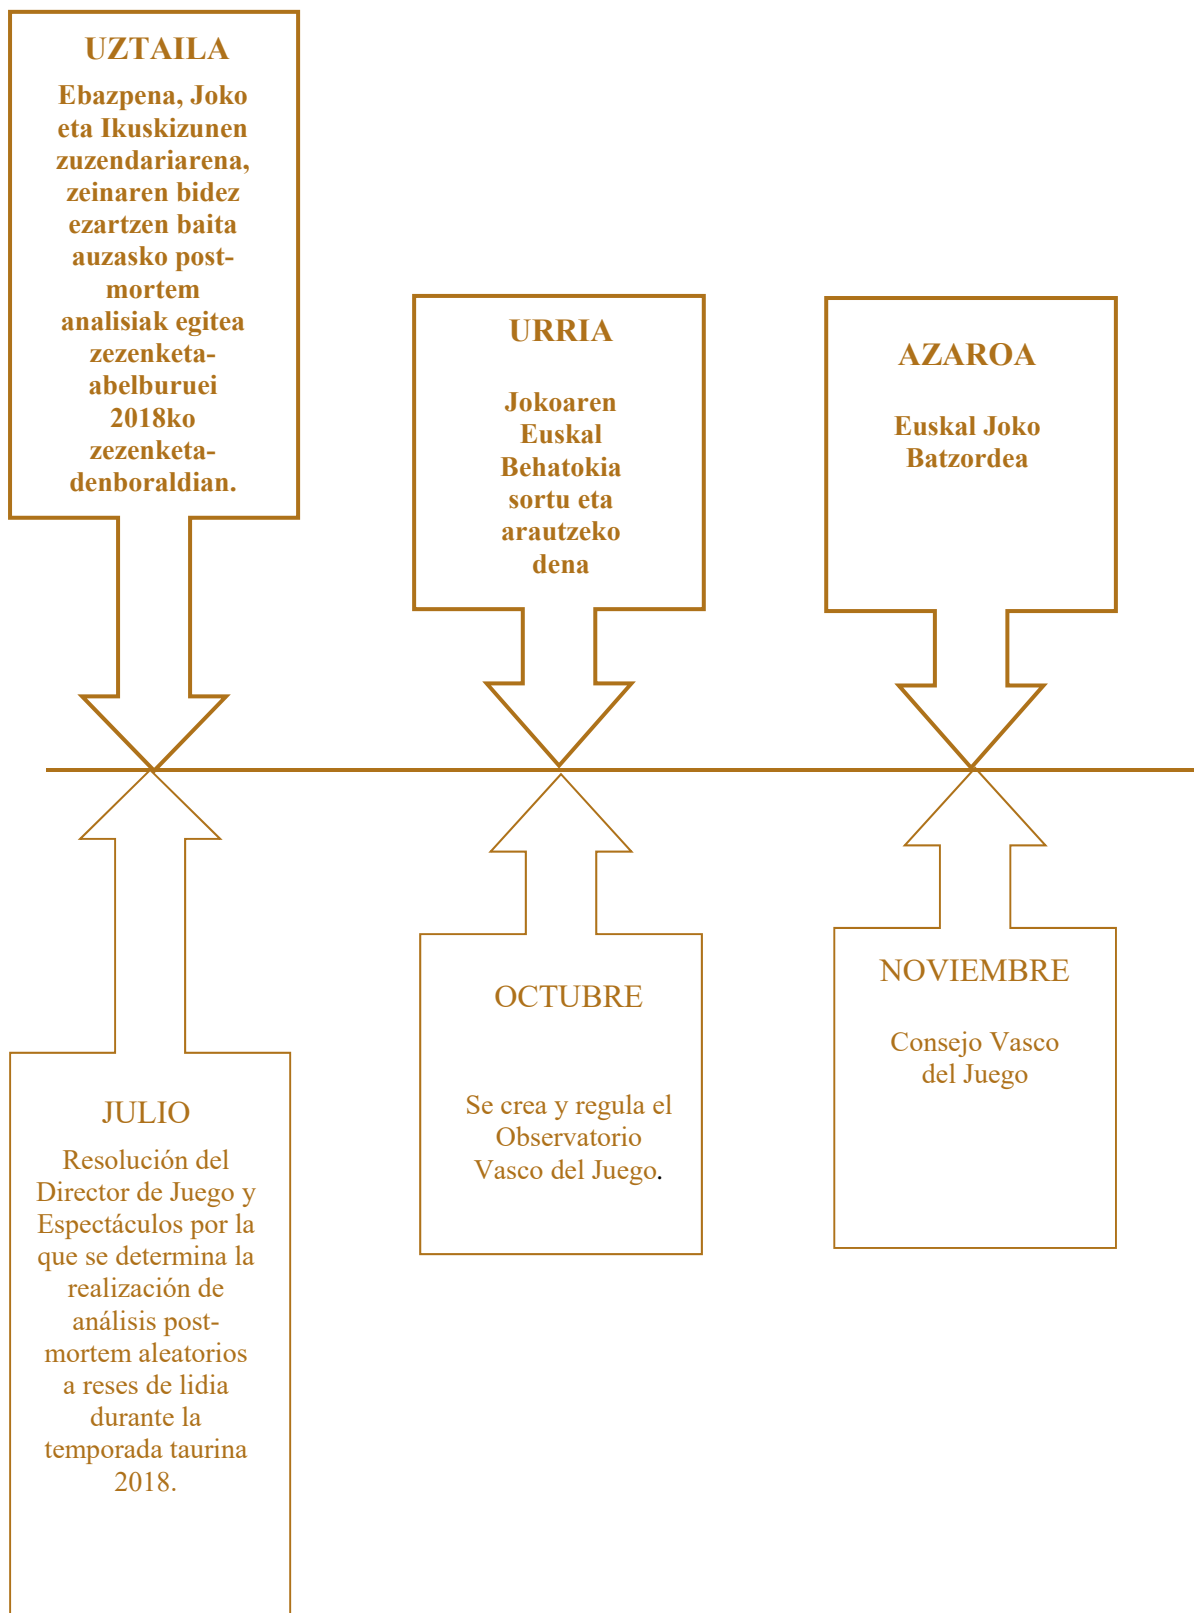 UZTAILA
Ebazpena, Joko
eta Ikuskizunen
zuzendariarena,
zeinaren bidez
ezartzen baita
auzasko post-
mortem
analisiak egitea
zezenketa-
abelburuei
2018ko
zezenketa-
denboraldian.
URRIA
Jokoaren
Euskal
Behatokia
sortu eta
arautzeko
dena
AZAROA
Euskal Joko
Batzordea
JULIO
Resolución del
Director de Juego y
Espectáculos por la
que se determina la
realización de
análisis post-
mortem aleatorios
a reses de lidia
durante la
temporada taurina
2018.
OCTUBRE
Se crea y regula el
Observatorio
Vasco del Juego.
NOVIEMBRE
Consejo Vasco
del Juego